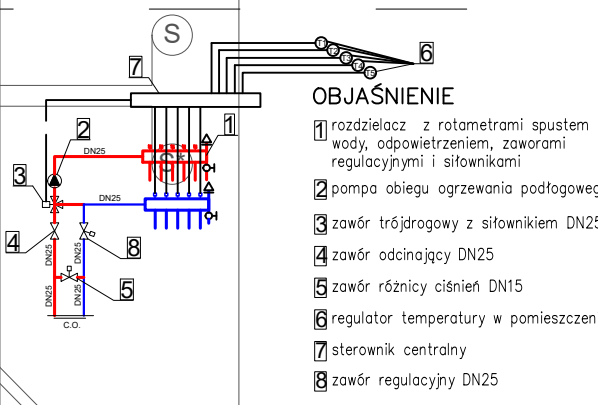 S
7
T1
T2
T3
T4
T5
6
2
DN25
S*
1
3
DN25
4
8
DN25
DN25
5
DN25
DN25
C.O.
OBJAŚNIENIE
1 rozdzielacz z rotametrami spustem
wody, odpowietrzeniem, zaworami
regulacyjnymi i siłownikami
2 pompa obiegu ogrzewania podłogoweg
3 zawór trójdrogowy z siłownikiem DN25
4 zawór odcinający DN25
5 zawór różnicy ciśnień DN15
6 regulator temperatury w pomieszczen
7 sterownik centralny
8 zawór regulacyjny DN25